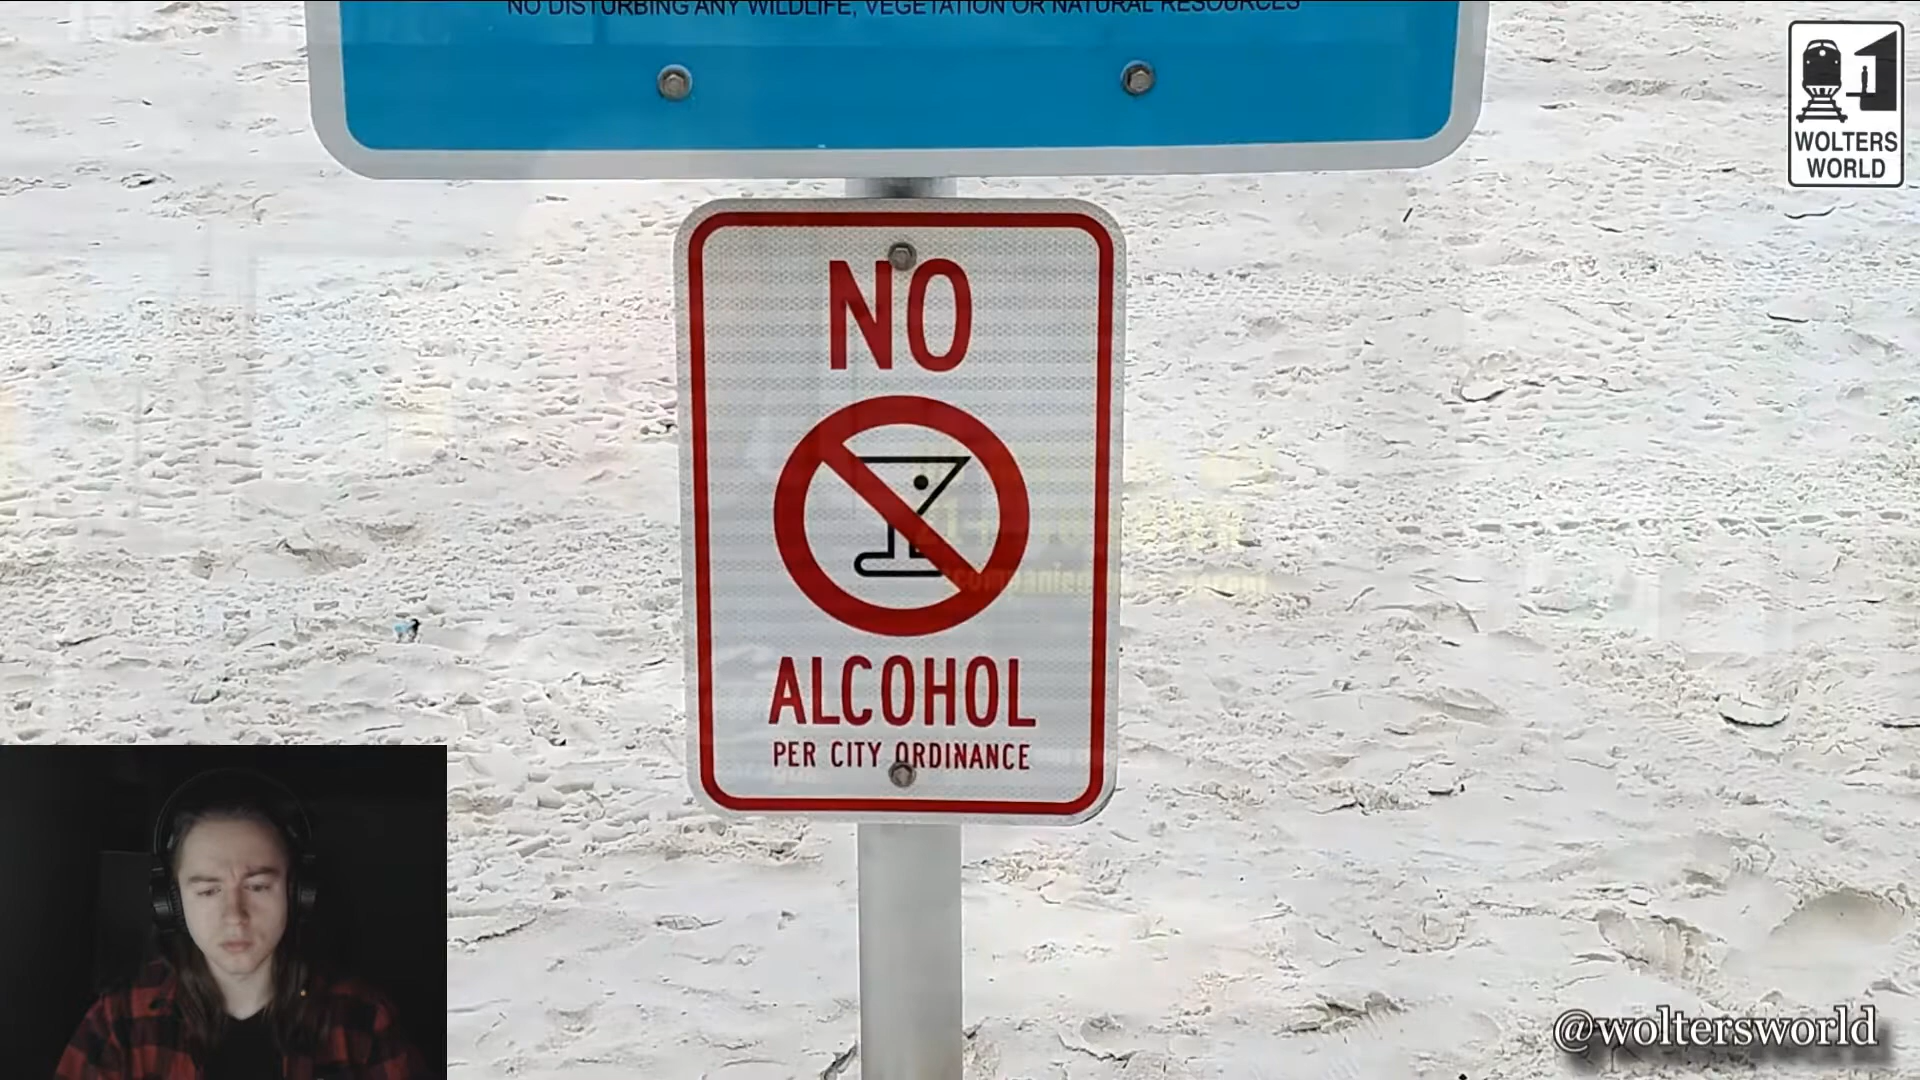 NO DISTURBING ANY WILDLIFE, VEGETATION OR NATURAL RESOURCES
WOLTERS
WORLD
NO
ALCOHOL
PER CITY ORDINANCE
@woltersworld